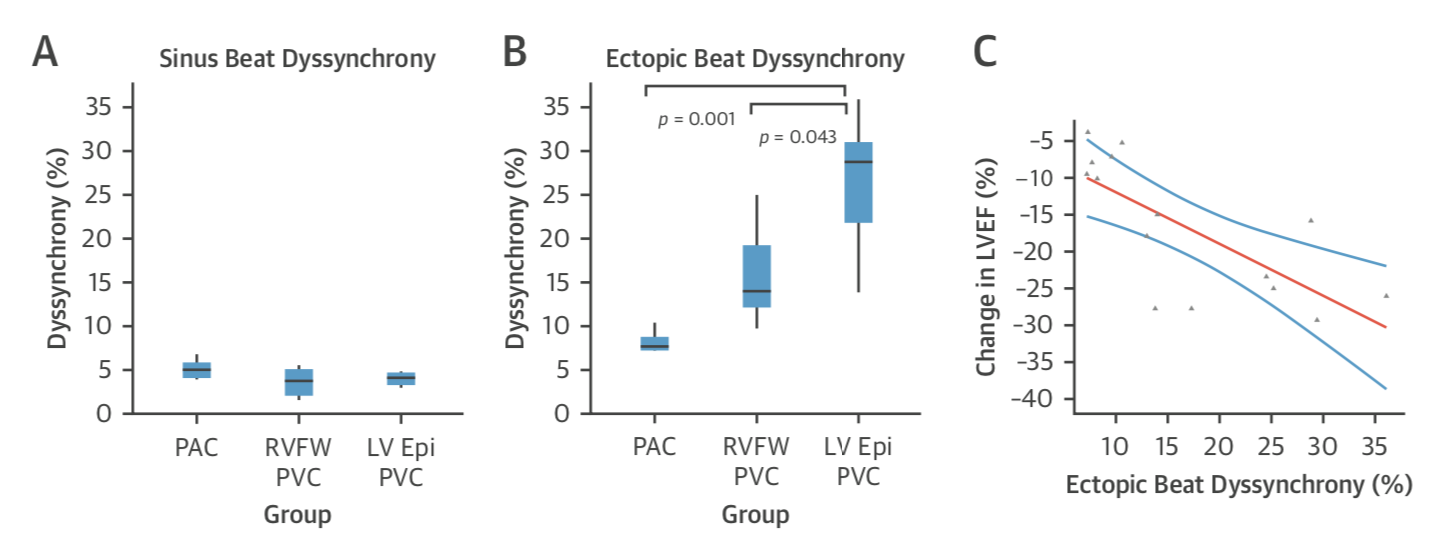 A
Sinus Beat Dyssynchrony
Dyssynchrony (%)
35
30
25
20
15
10
5
0
PAC
RVFW
PVC
LV Epi
PVC
Group
B
Ectopic Beat Dyssynchrony
Dyssynchrony (%)
35
30
25
20
15
10
5
0
p = 0.001
p = 0.043
PAC
RVFW
PVC
LV Epi
PVC
Group
C
Change in LVEF (%)
–5
–10
–15
–20
–25
–30
–35
–40
10 15 20 25 30 35
Ectopic Beat Dyssynchrony (%)